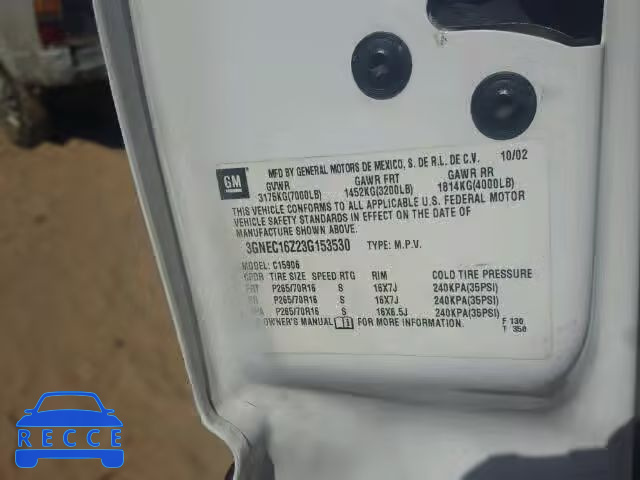 MFD BY GENERAL MOTORS DE MEXICO, S. DE R.L. DE C.V. 10/02
GM
GVWR GAWR FRT GAWR RR
3175KG(7000LB) 1452KG(3200LB) 1814KG(4000LB)
THIS VEHICLE CONFORMS TO ALL APPLICABLE U.S. FEDERAL MOTOR
VEHICLE SAFETY STANDARDS IN EFFECT ON THE DATE OF
MANUFACTURE SHOWN ABOVE.
3GNEC16Z23G153530 TYPE: M.P.V.
MODEL: C15906
TIRE SIZE SPEED RTG RIM COLD TIRE PRESSURE
FRT P265/70R16 S 16X7J 240KPA(35PSI)
P265/70R16 S 16X7J 240KPA(35PSI)
P265/70R16 S 16X6.5J 240KPA(35PSI)
OWNER'S MANUAL FOR MORE INFORMATION. F 130
T 350
RECCE